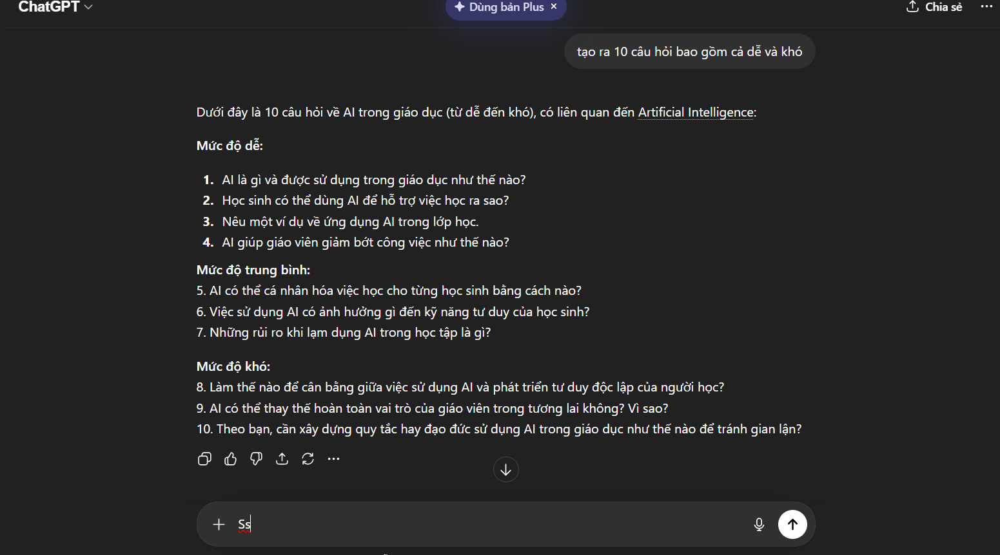 ChatGPT
Dùng bản Plus ×
Chia sẻ
tạo ra 10 câu hỏi bao gồm cả dễ và khó
Dưới đây là 10 câu hỏi về AI trong giáo dục (từ dễ đến khó), có liên quan đến Artificial Intelligence:
Mức độ dễ:
1. AI là gì và được sử dụng trong giáo dục như thế nào?
2. Học sinh có thể dùng AI để hỗ trợ việc học ra sao?
3. Nêu một ví dụ về ứng dụng AI trong lớp học.
4. AI giúp giáo viên giảm bớt công việc như thế nào?
Mức độ trung bình:
5. AI có thể cá nhân hóa việc học cho từng học sinh bằng cách nào?
6. Việc sử dụng AI có ảnh hưởng gì đến kỹ năng tư duy của học sinh?
7. Những rủi ro khi lạm dụng AI trong học tập là gì?
Mức độ khó:
8. Làm thế nào để cân bằng giữa việc sử dụng AI và phát triển tư duy độc lập của người học?
9. AI có thể thay thế hoàn toàn vai trò của giáo viên trong tương lai không? Vì sao?
10. Theo bạn, cần xây dựng quy tắc hay đạo đức sử dụng AI trong giáo dục như thế nào để tránh gian lận?
Ss